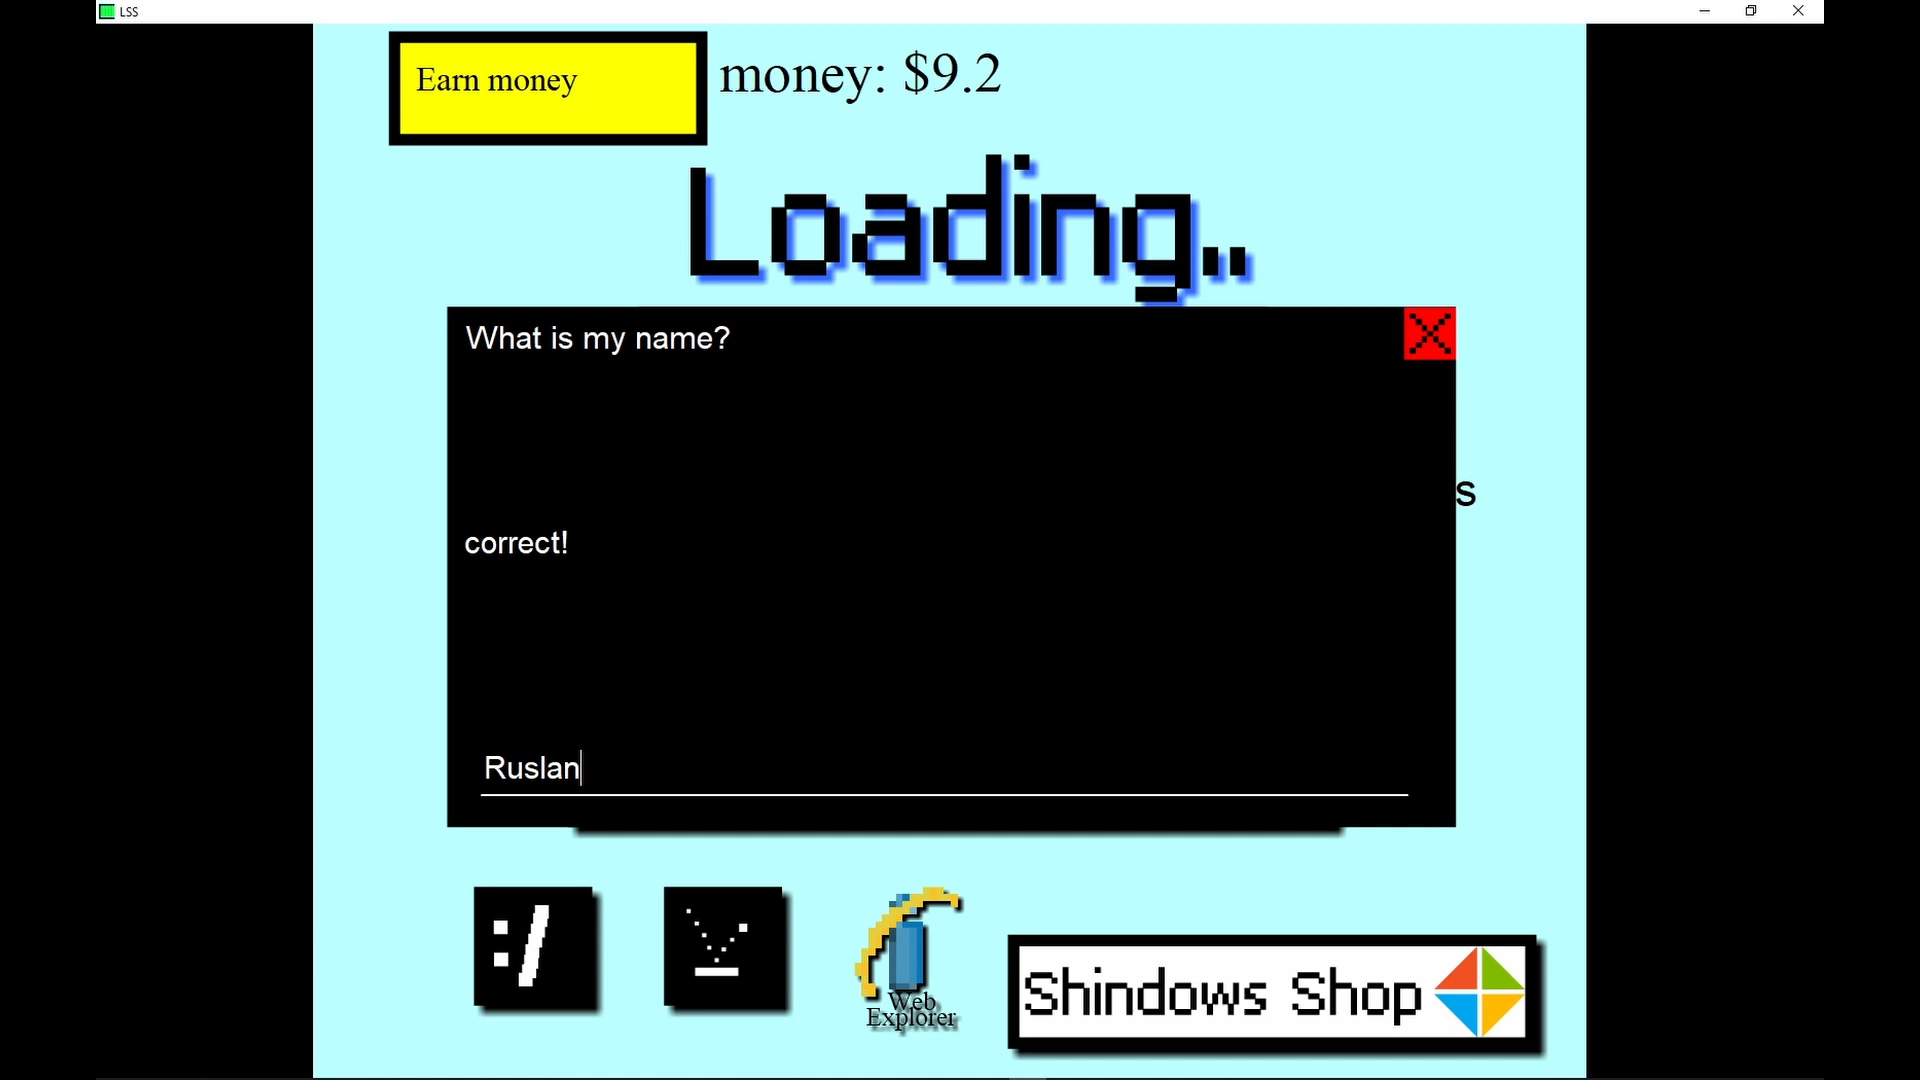 LSS
Earn money
money: $9.2
Loading..
What is my name?
s
correct!
Ruslan
:/
Web
Explorer
Shindows Shop